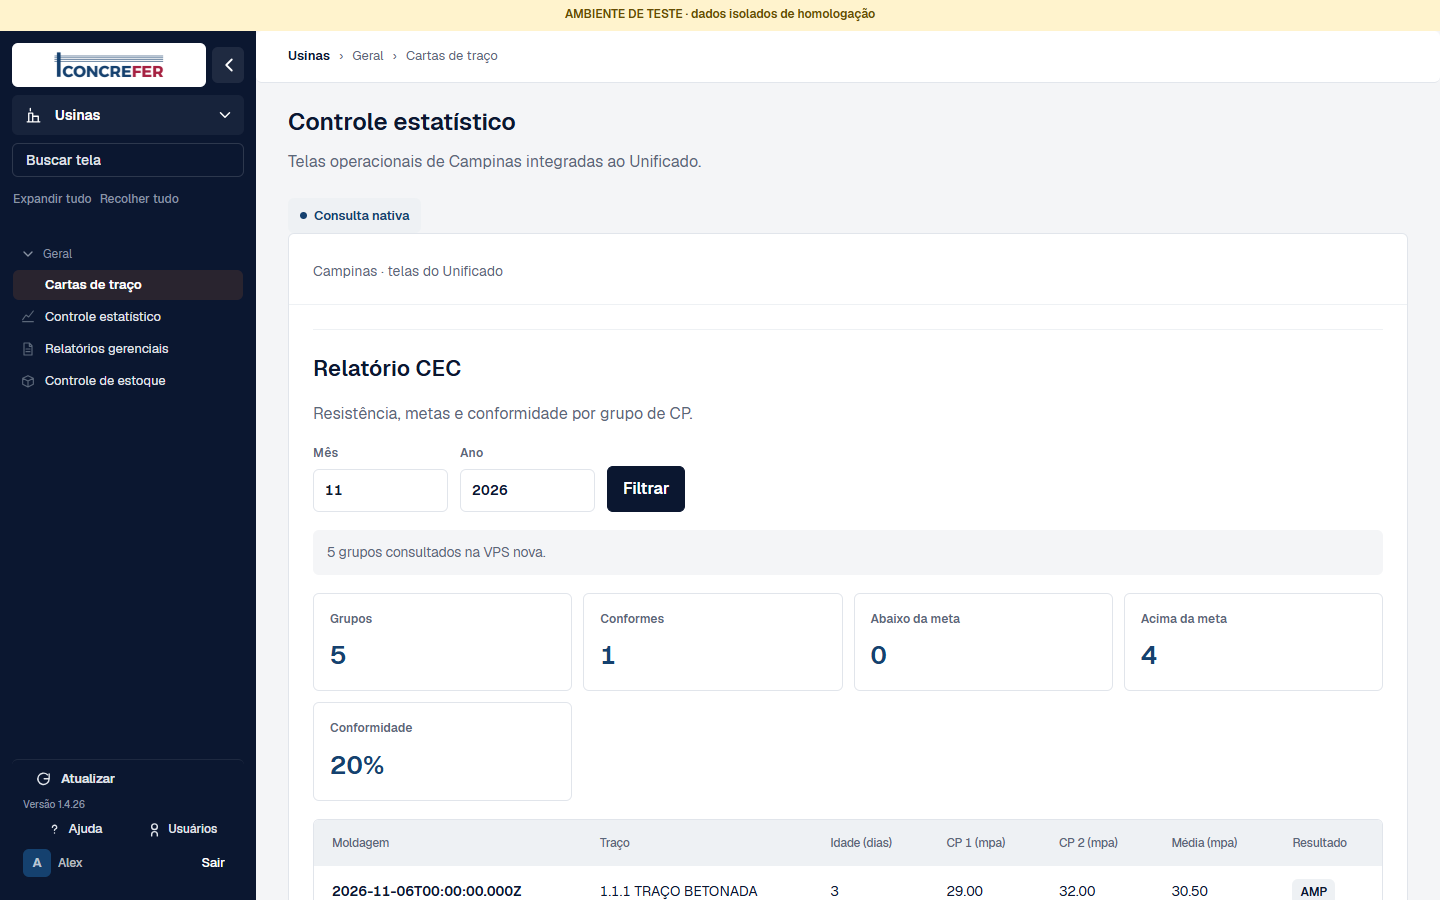 AMBIENTE DE TESTE · dados isolados de homologação
CONCREFER
Usinas
Buscar tela
Expandir tudo Recolher tudo
Geral
Cartas de traço
Controle estatístico
Relatórios gerenciais
Controle de estoque
Atualizar
Versão 1.4.26
? Ajuda Usuários
A Alex Sair
Usinas › Geral › Cartas de traço
Controle estatístico
Telas operacionais de Campinas integradas ao Unificado.
Consulta nativa
Campinas · telas do Unificado
Relatório CEC
Resistência, metas e conformidade por grupo de CP.
Mês Ano
11 2026 Filtrar
5 grupos consultados na VPS nova.
Grupos Conformes Abaixo da meta Acima da meta
5 1 0 4
Conformidade
20%
Moldagem Traço Idade (dias) CP 1 (mpa) CP 2 (mpa) Média (mpa) Resultado
2026-11-06T00:00:00.000Z 1.1.1 TRAÇO BETONADA 3 29.00 32.00 30.50 AMP